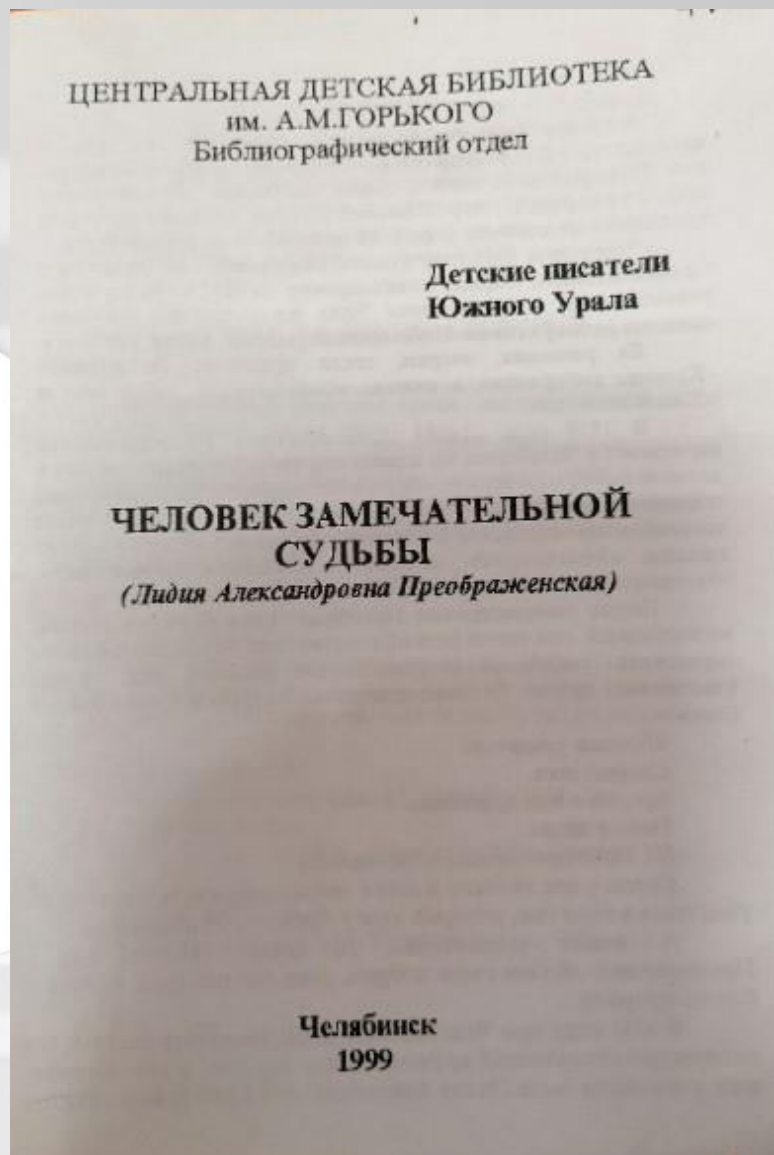 ЦЕНТРАЛЬНАЯ ДЕТСКАЯ БИБЛИОТЕКА
им. А.М.ГОРЬКОГО
Библиографический отдел
Детские писатели
Южного Урала
ЧЕЛОВЕК ЗАМЕЧАТЕЛЬНОЙ
СУДЬБЫ
(Лидия Александровна Преображенская)
Челябинск
1999